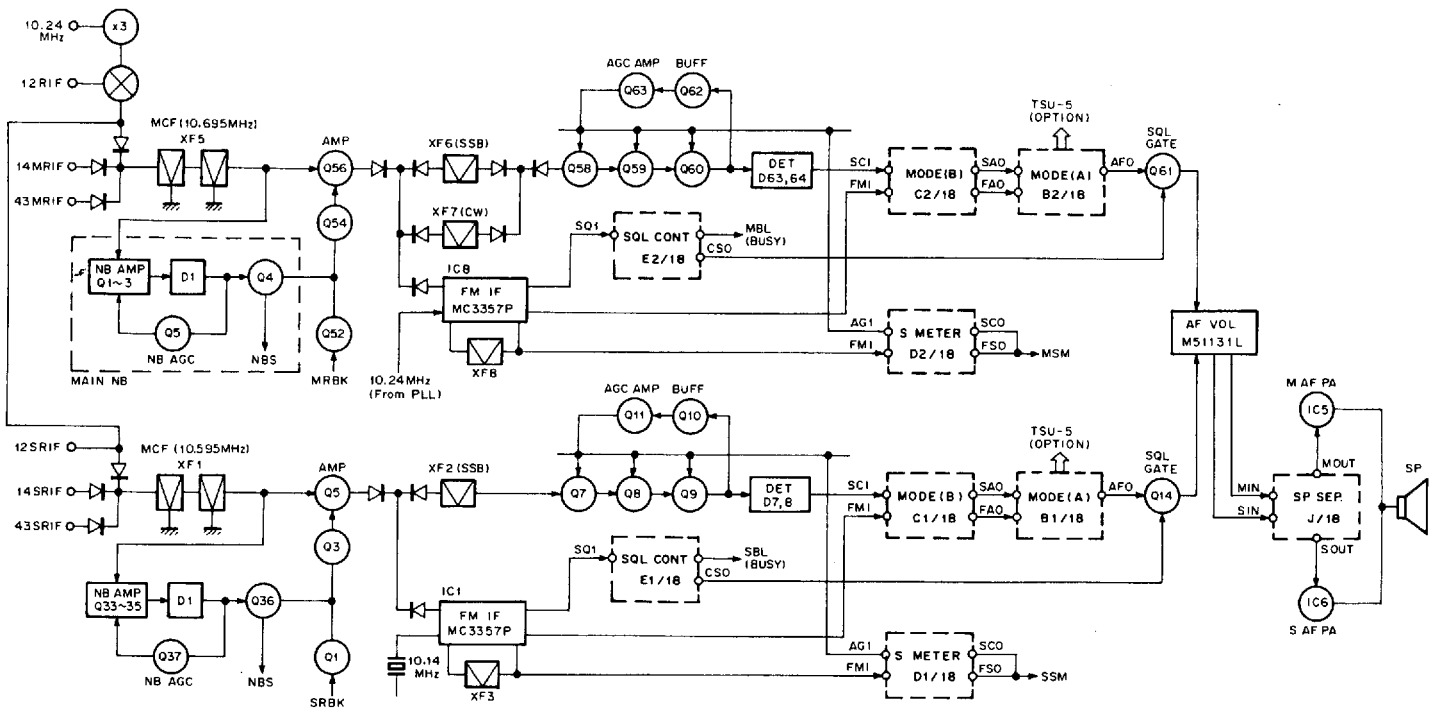 10.24 MHz
x3
12RIF
14MRIF
43MRIF
MCF (10.695MHz)
XF5
AMP
Q56
Q54
Q52
MRBK
NB AMP
Q1~3
D1
Q4
Q5
NB AGC
NBS
MAIN NB
XF6(SSB)
XF7(CW)
AGC AMP
Q63
BUFF
Q62
Q58
Q59
Q60
DET
D63,64
IC8
FM IF
MC3357P
XF8
10.24MHz
(From PLL)
SQ1
SQL CONT
E2/18
MBL
(BUSY)
CSO
SCI
FMI
MODE(B)
C2/18
SAO
FAO
TSU-5
(OPTION)
MODE(A)
B2/18
AFO
SQL
GATE
Q61
AG1
FMI
S METER
D2/18
SCO
FSO
MSM
AF VOL
M51131L
12SRIF
14SRIF
43SRIF
MCF (10.595MHz)
XF1
AMP
Q5
Q3
Q1
SRBK
NB AMP
Q33~35
D1
Q36
Q37
NB AGC
NBS
XF2(SSB)
AGC AMP
Q11
BUFF
Q10
Q7
Q8
Q9
DET
D7,8
IC1
FM IF
MC3357P
XF3
10.14
MHz
SQ1
SQL CONT
E1/18
SBL
(BUSY)
CSO
SCI
FMI
MODE(B)
C1/18
SAO
FAO
TSU-5
(OPTION)
MODE(A)
B1/18
AFO
SQL
GATE
Q14
AG1
FMI
S METER
D1/18
SCO
FSO
SSM
M AF PA
IC5
MOUT
MIN
SIN
SP SEP.
J/18
SOUT
IC6
S AF PA
SP